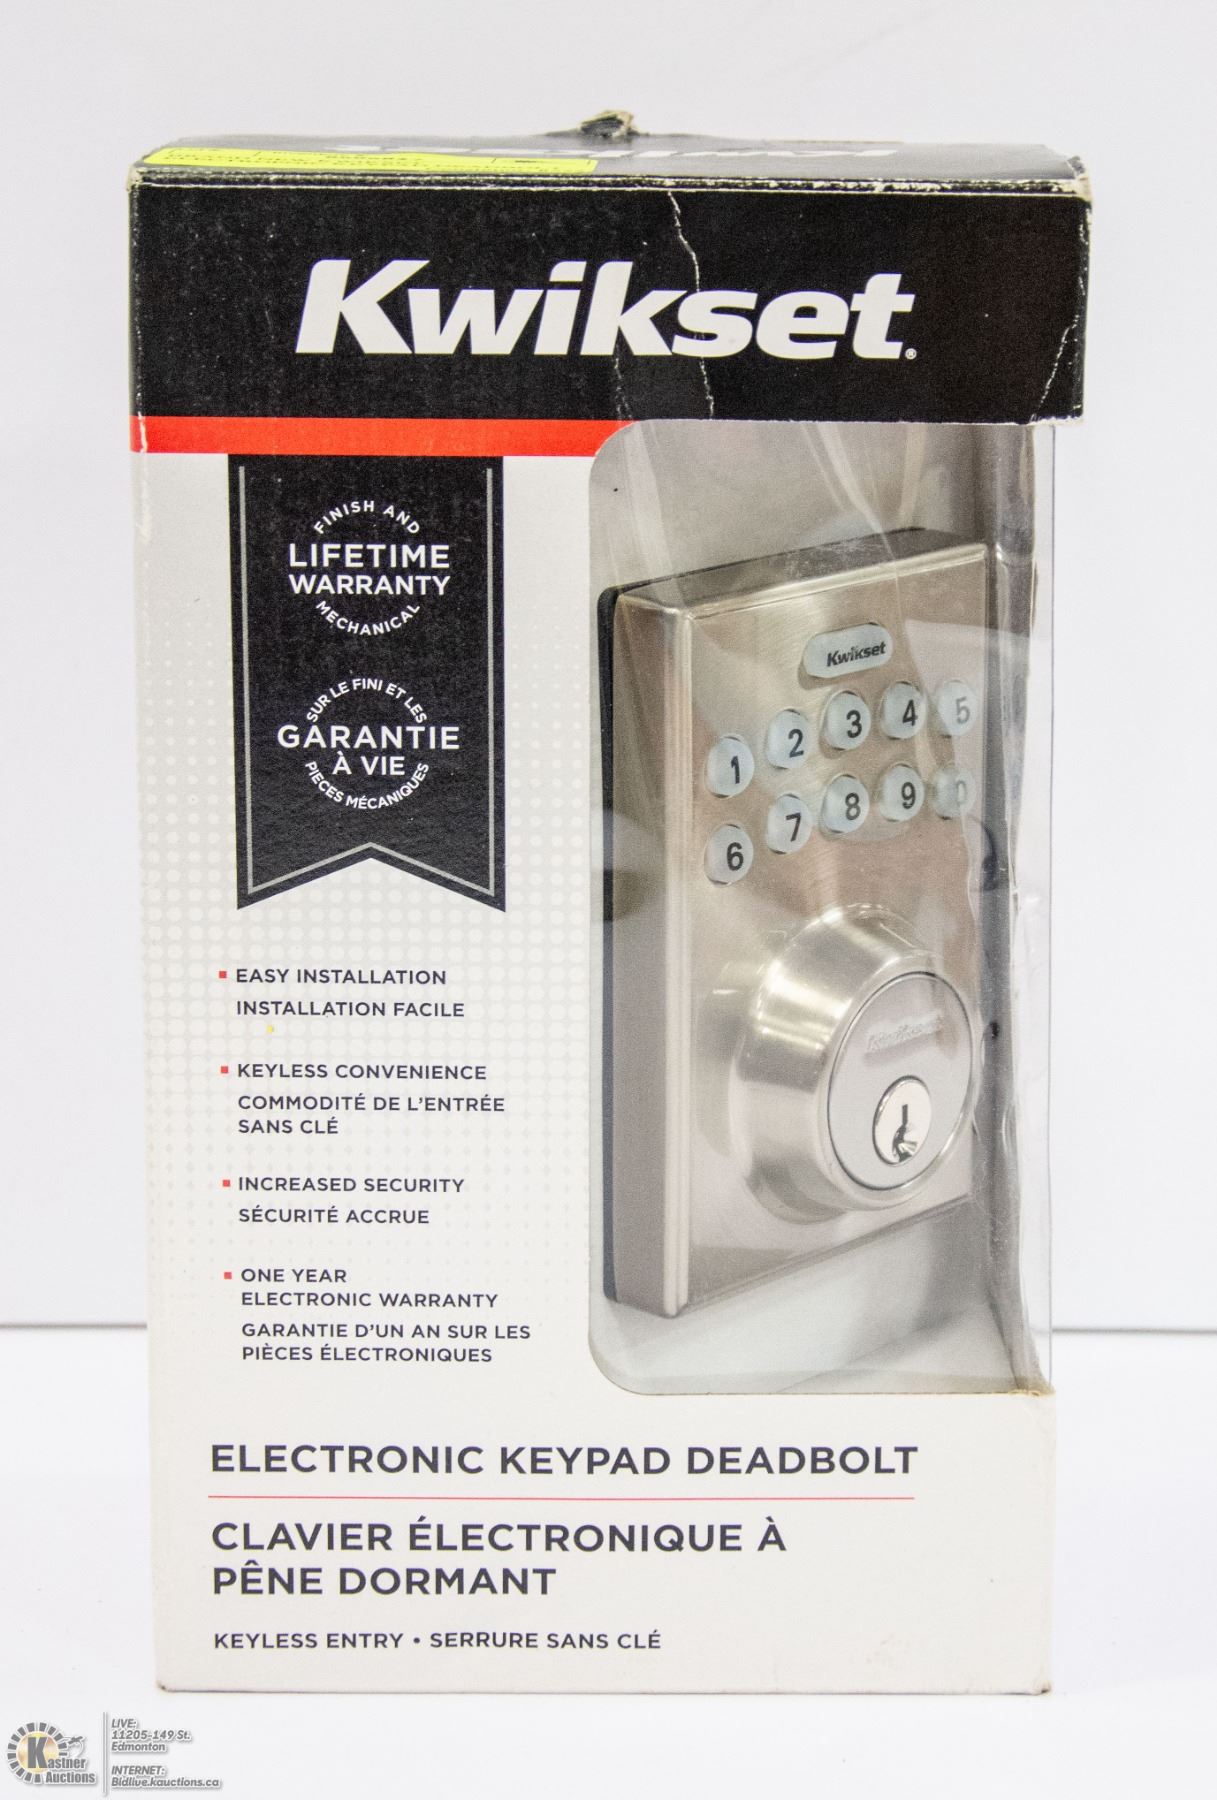 Kwikset®
FINISH AND
LIFETIME
WARRANTY
MECHANICAL
SUR LE FINI ET LES
GARANTIE
À VIE
PIECES MÉCANIQUES
Kwikset
1 2 3 4 5
6 7 8 9 0
Kwikset
EASY INSTALLATION
INSTALLATION FACILE
KEYLESS CONVENIENCE
COMMODITÉ DE L'ENTRÉE
SANS CLÉ
INCREASED SECURITY
SÉCURITÉ ACCRUE
ONE YEAR
ELECTRONIC WARRANTY
GARANTIE D'UN AN SUR LES
PIÈCES ÉLECTRONIQUES
ELECTRONIC KEYPAD DEADBOLT
CLAVIER ÉLECTRONIQUE À
PÊNE DORMANT
KEYLESS ENTRY • SERRURE SANS CLÉ
Kastner
Auctions
LIVE:
11205-149 St.
Edmonton
INTERNET:
Bidlive.kauctions.ca